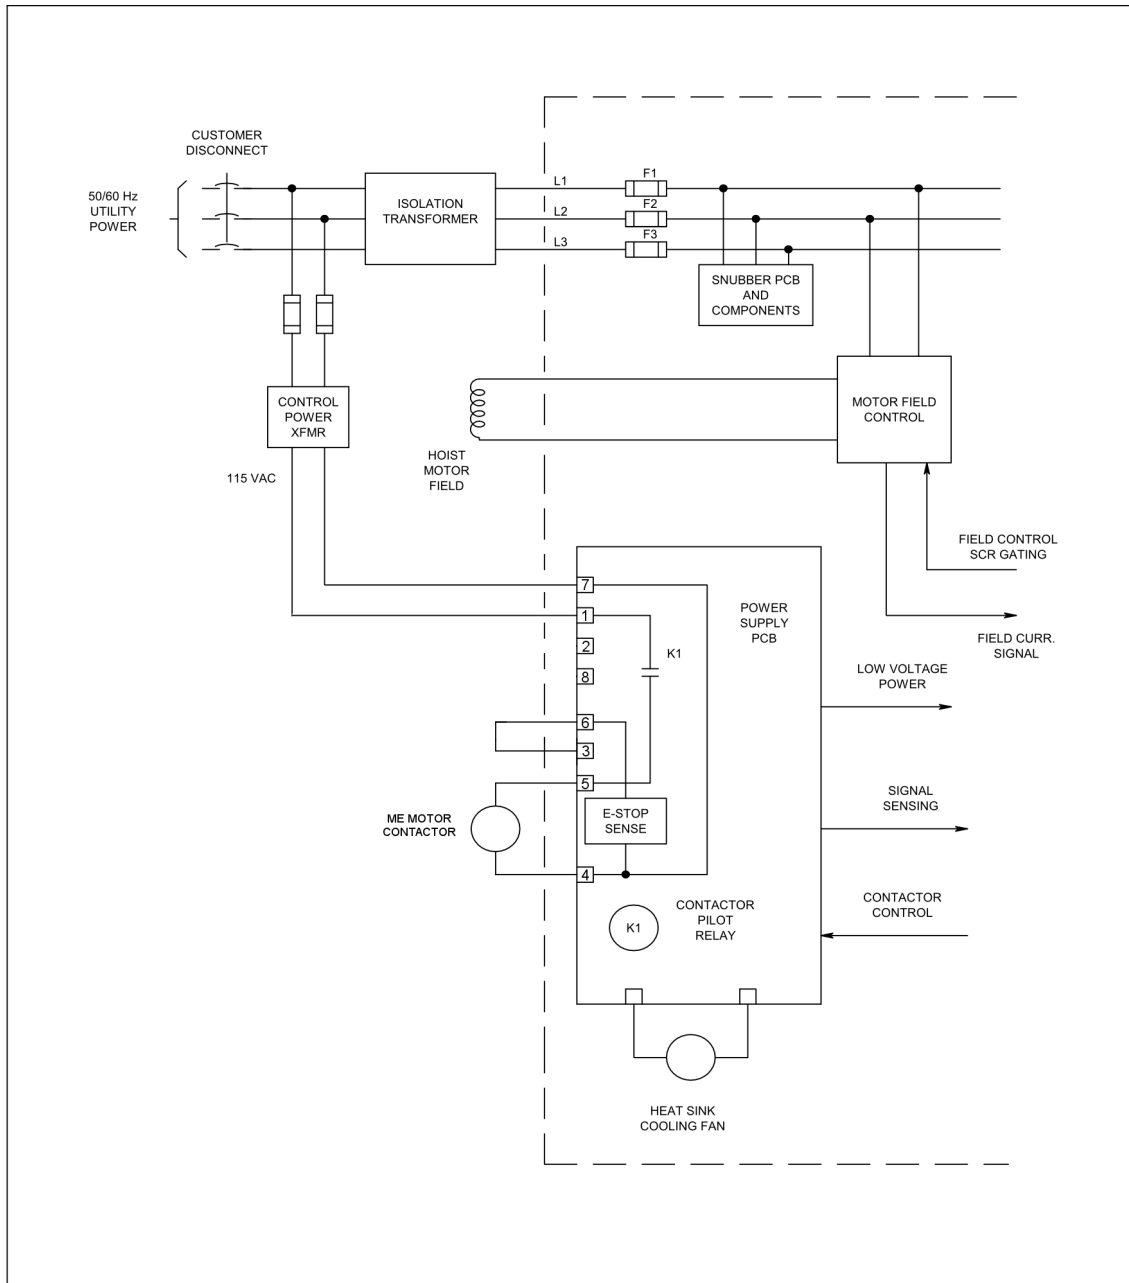 CUSTOMER
DISCONNECT
50/60 Hz
UTILITY
POWER
ISOLATION
TRANSFORMER
L1
L2
L3
F1
F2
F3
SNUBBER PCB
AND
COMPONENTS
CONTROL
POWER
XFMR
115 VAC
HOIST
MOTOR
FIELD
MOTOR FIELD
CONTROL
FIELD CONTROL
SCR GATING
FIELD CURR.
SIGNAL
7
1
2
8
6
3
5
4
K1
POWER
SUPPLY
PCB
LOW VOLTAGE
POWER
SIGNAL
SENSING
E-STOP
SENSE
ME MOTOR
CONTACTOR
CONTACTOR
CONTROL
CONTACTOR
PILOT
RELAY
K1
HEAT SINK
COOLING FAN